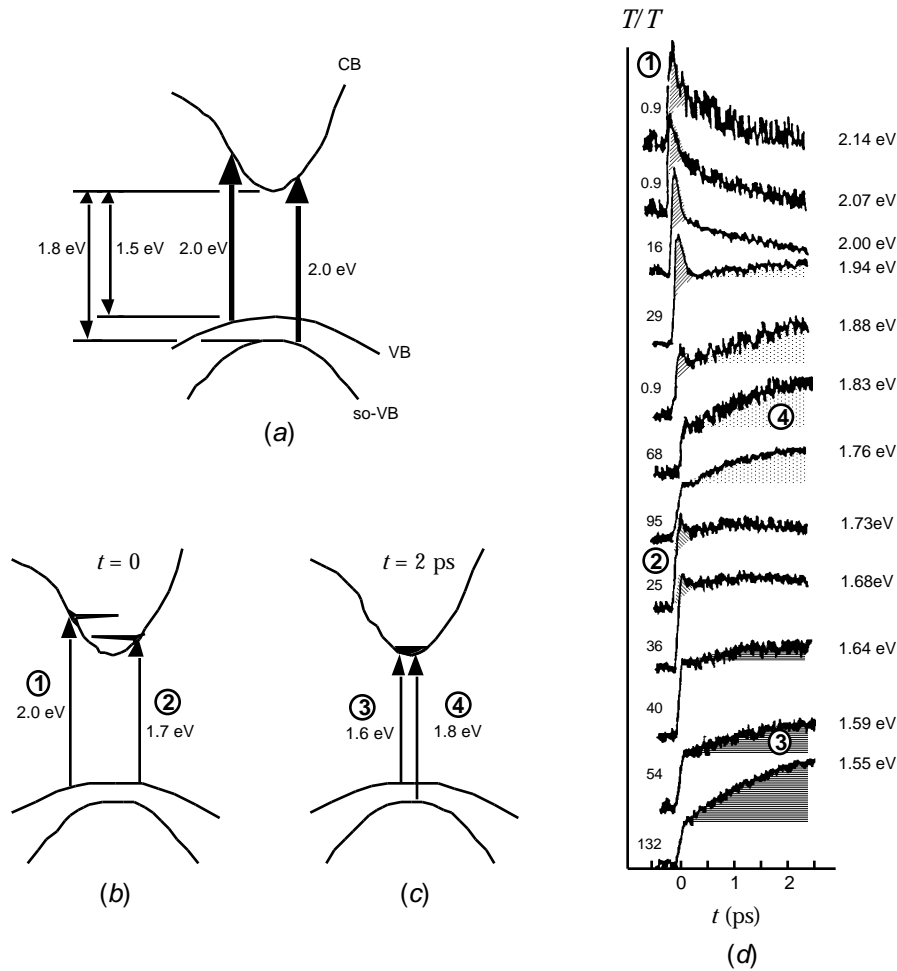 CB
1.8 eV
1.5 eV
2.0 eV
2.0 eV
VB
so-VB
(a)
t = 0
1
2.0 eV
2
1.7 eV
(b)
t = 2 ps
3
1.6 eV
4
1.8 eV
(c)
T/ T
1
0.9
2.14 eV
0.9
2.07 eV
16
2.00 eV
1.94 eV
29
1.88 eV
0.9
1.83 eV
4
68
1.76 eV
95
1.73eV
2
25
1.68eV
36
1.64 eV
40
1.59 eV
3
54
1.55 eV
132
0 1 2
t (ps)
(d)